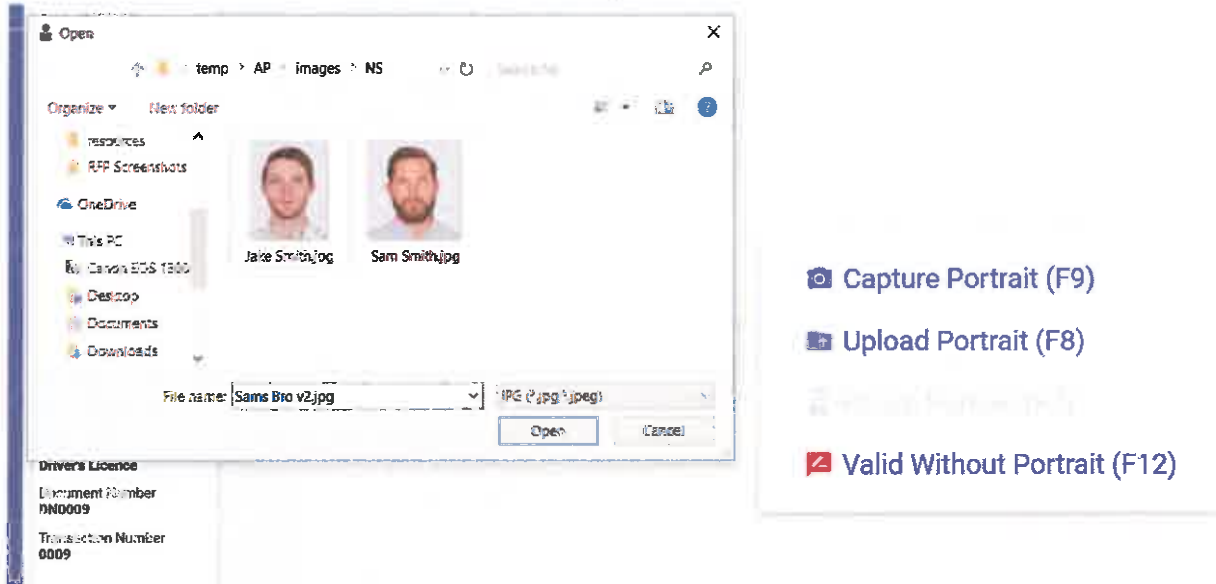 Open
temp > AP > images > NS
Organize New folder
resources
RFP Screenshots
OneDrive
This PC
Canon EOS 1300
Desktop
Documents
Downloads
Jake Smith.jpg
Sam Smith.jpg
File name: Sams Bro v2.jpg
JPG (*.jpg *.jpeg)
Open Cancel
Driver's Licence
Document Number
DN0009
Transaction Number
0009
Capture Portrait (F9)
Upload Portrait (F8)
Valid Without Portrait (F12)